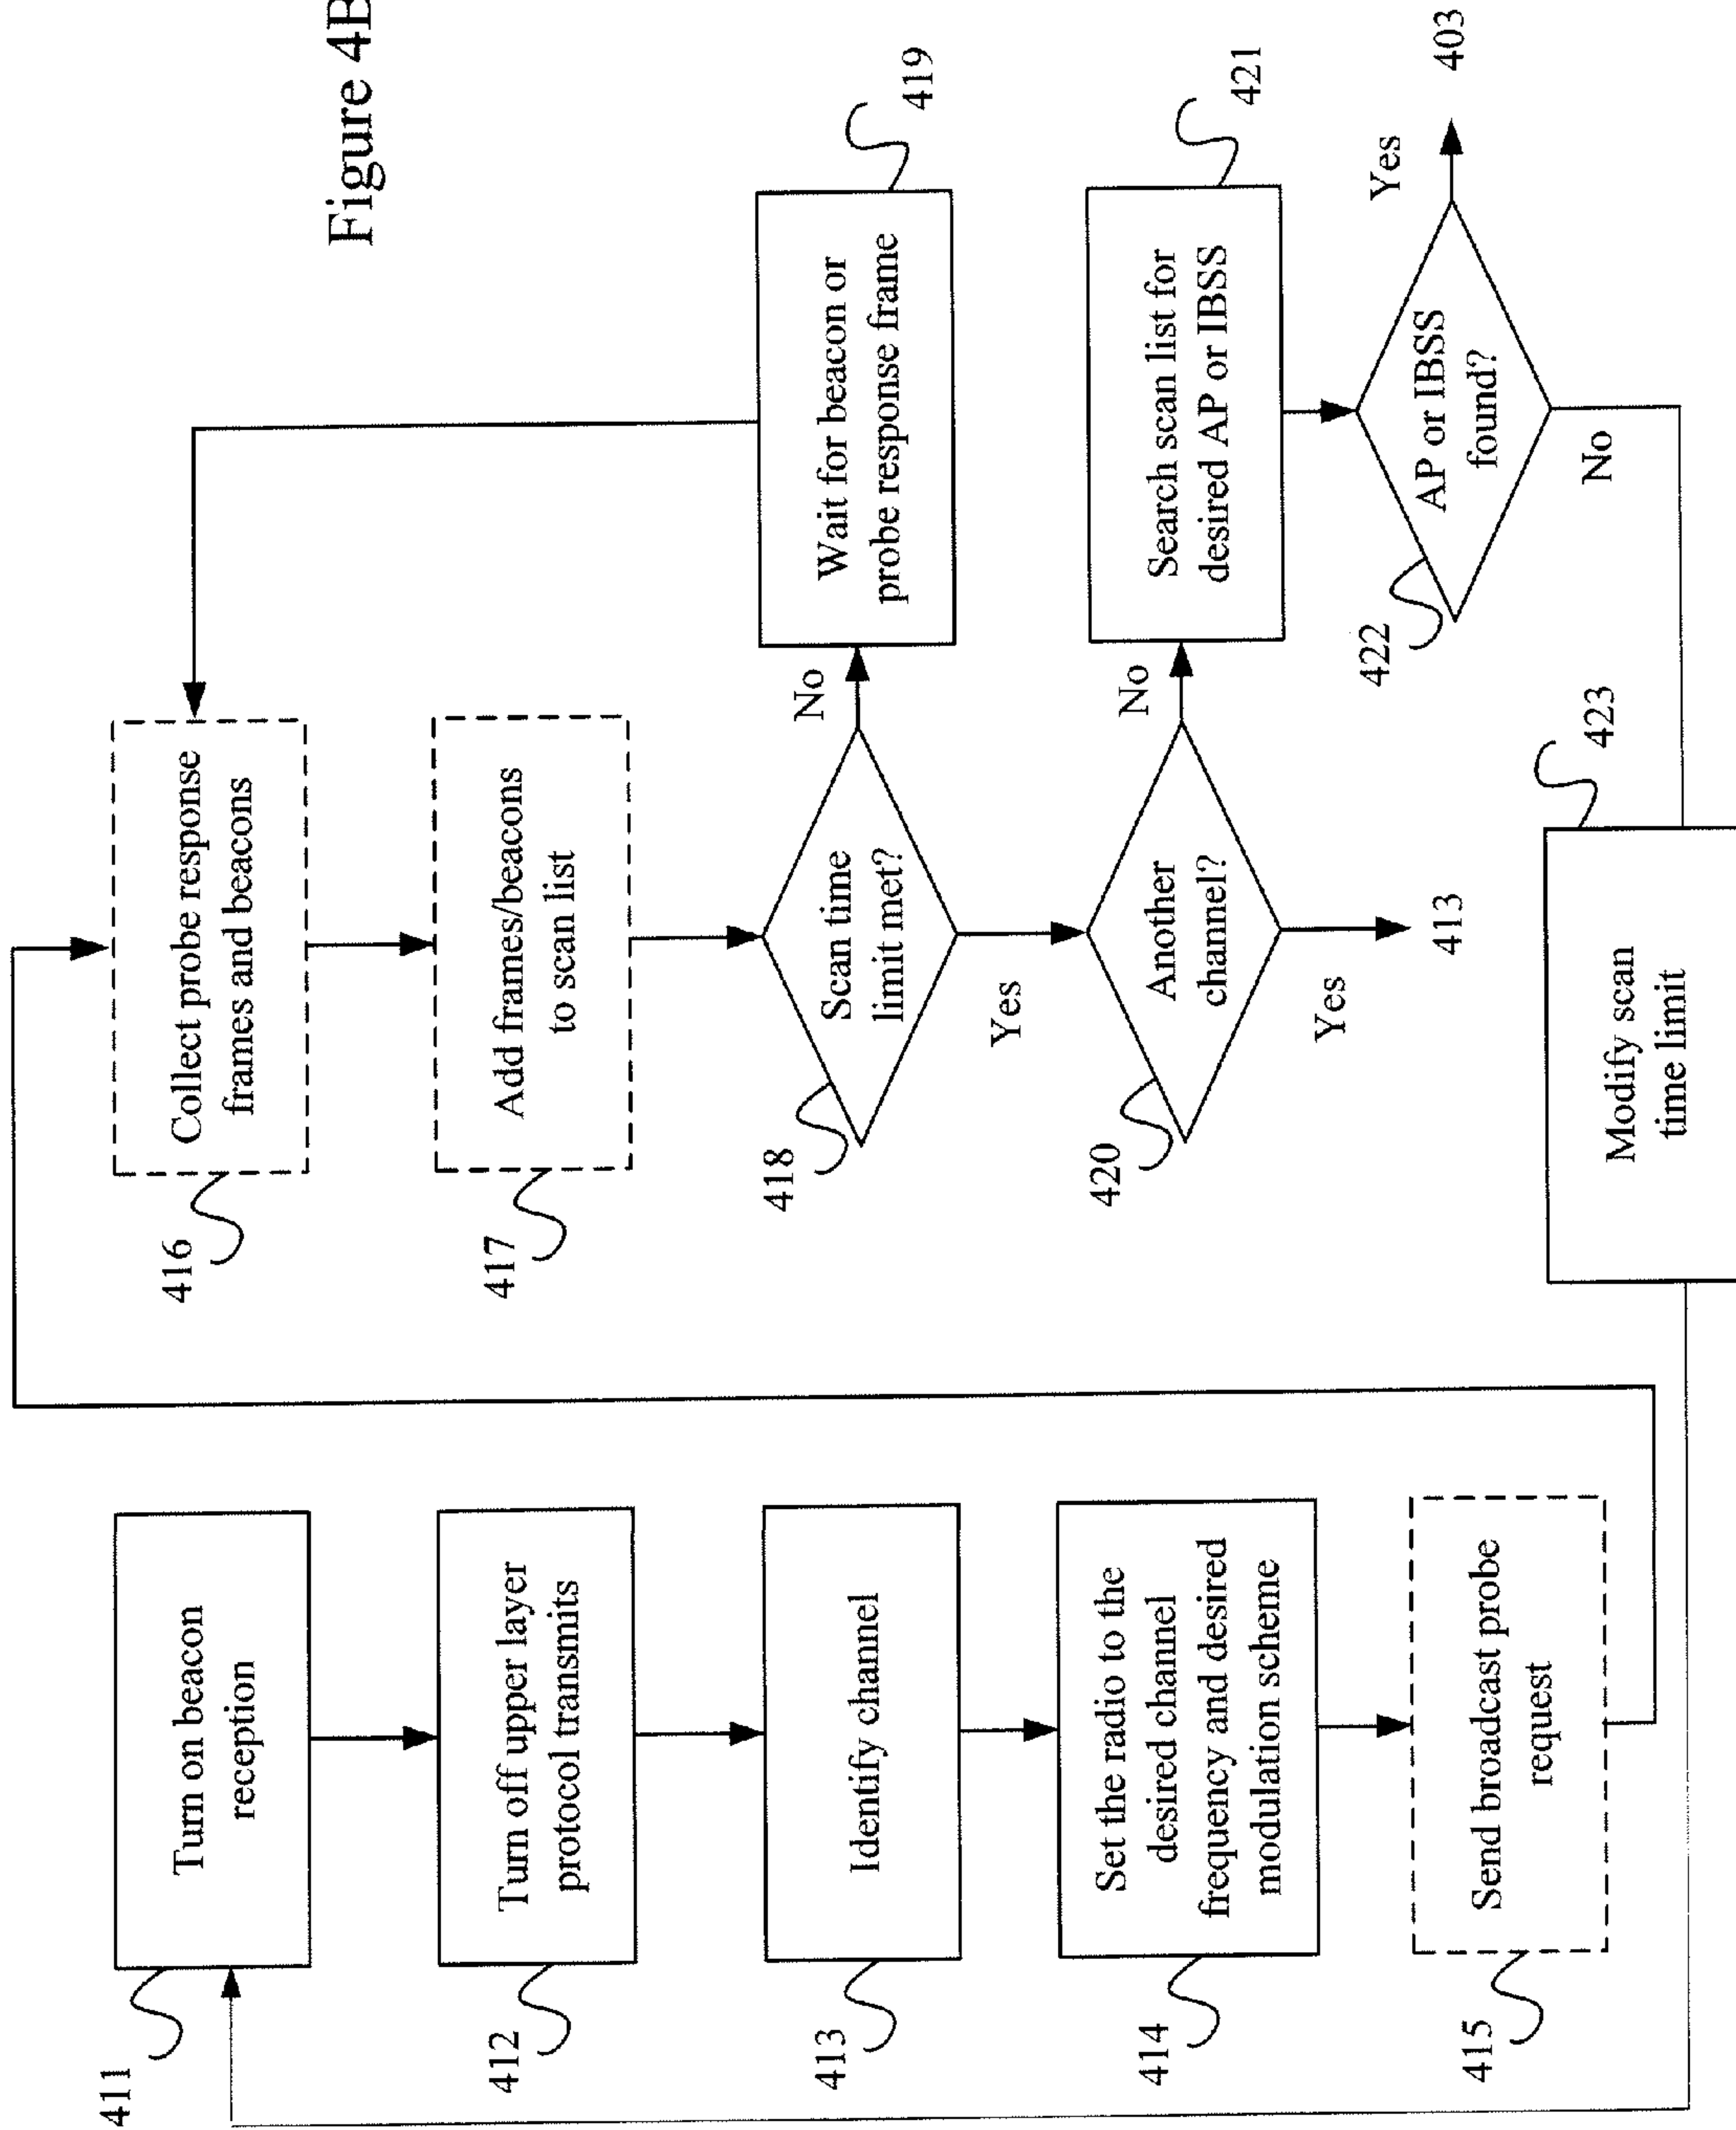 Figure 4B
411
Turn on beacon
reception
412
Turn off upper layer
protocol transmits
413
Identify channel
414
Set the radio to the
desired channel
frequency and desired
modulation scheme
415
Send broadcast probe
request
416
Collect probe response
frames and beacons
417
Add frames/beacons
to scan list
418
Scan time
limit met?
No
Yes
419
Wait for beacon or
probe response frame
420
Another
channel?
No
Yes
413
421
Search scan list for
desired AP or IBSS
422
AP or IBSS
found?
Yes
403
No
423
Modify scan
time limit